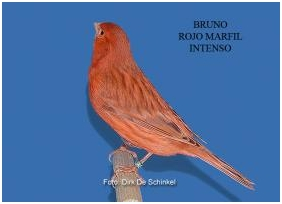 BRUNO
ROJO MARFIL
INTENSO
Foto: Dirk De Schinkel